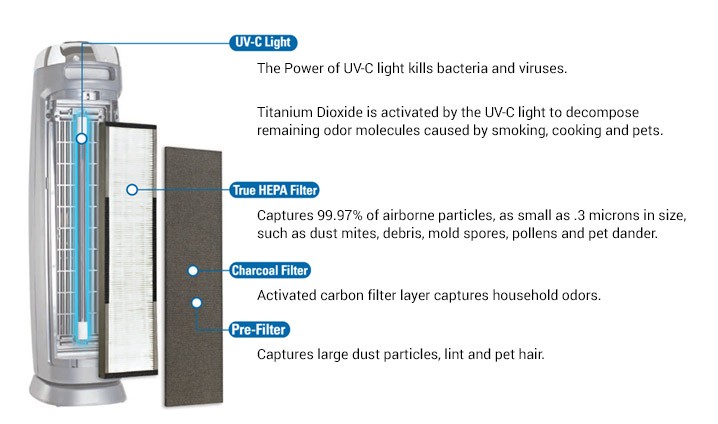 UV-C Light
The Power of UV-C light kills bacteria and viruses.
Titanium Dioxide is activated by the UV-C light to decompose
remaining odor molecules caused by smoking, cooking and pets.
True HEPA Filter
Captures 99.97% of airborne particles, as small as .3 microns in size,
such as dust mites, debris, mold spores, pollens and pet dander.
Charcoal Filter
Activated carbon filter layer captures household odors.
Pre-Filter
Captures large dust particles, lint and pet hair.